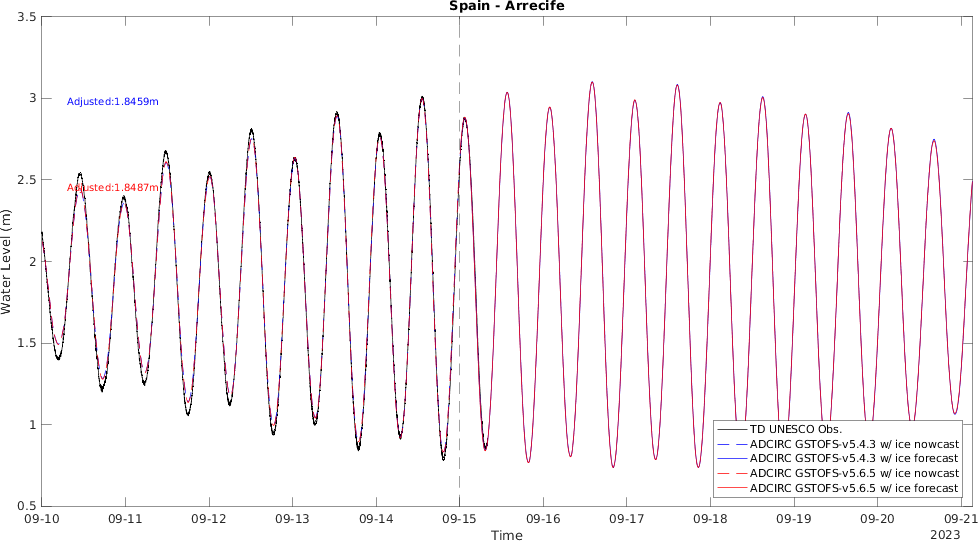 Spain - Arrecife
3.5
3
2.5
2
1.5
1
0.5
Water Level (m)
Adjusted:1.8459m
Adjusted:1.8487m
TD UNESCO Obs.
ADCIRC GSTOFS-v5.4.3 w/ ice nowcast
ADCIRC GSTOFS-v5.4.3 w/ ice forecast
ADCIRC GSTOFS-v5.6.5 w/ ice nowcast
ADCIRC GSTOFS-v5.6.5 w/ ice forecast
09-10 09-11 09-12 09-13 09-14 09-15 09-16 09-17 09-18 09-19 09-20 09-21
Time
2023